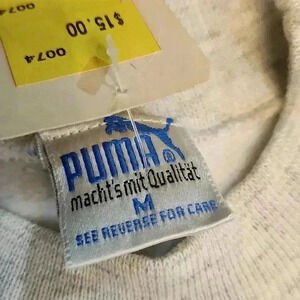 0074
$15.00
0074
PUMA®
macht's mit Qualität
M
SEE REVERSE FOR CARE